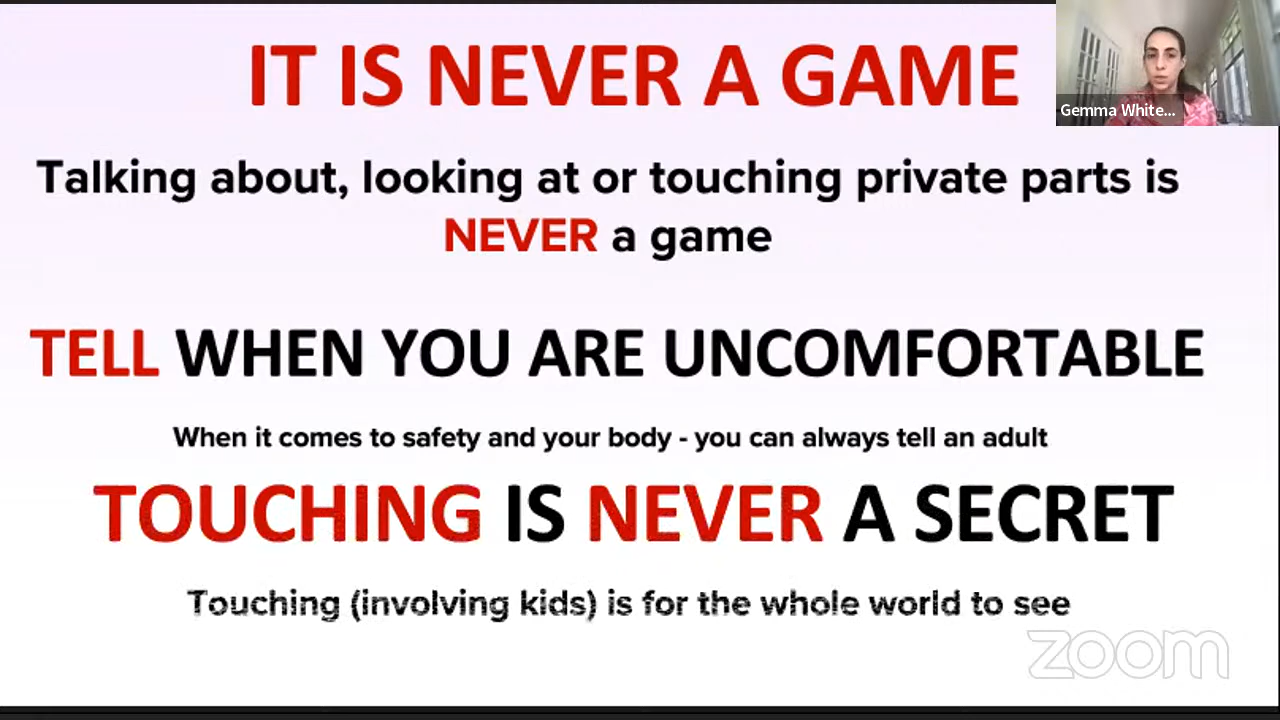 IT IS NEVER A GAME
Gemma White...
Talking about, looking at or touching private parts is
NEVER a game
TELL WHEN YOU ARE UNCOMFORTABLE
When it comes to safety and your body - you can always tell an adult
TOUCHING IS NEVER A SECRET
Touching (involving kids) is for the whole world to see
zoom